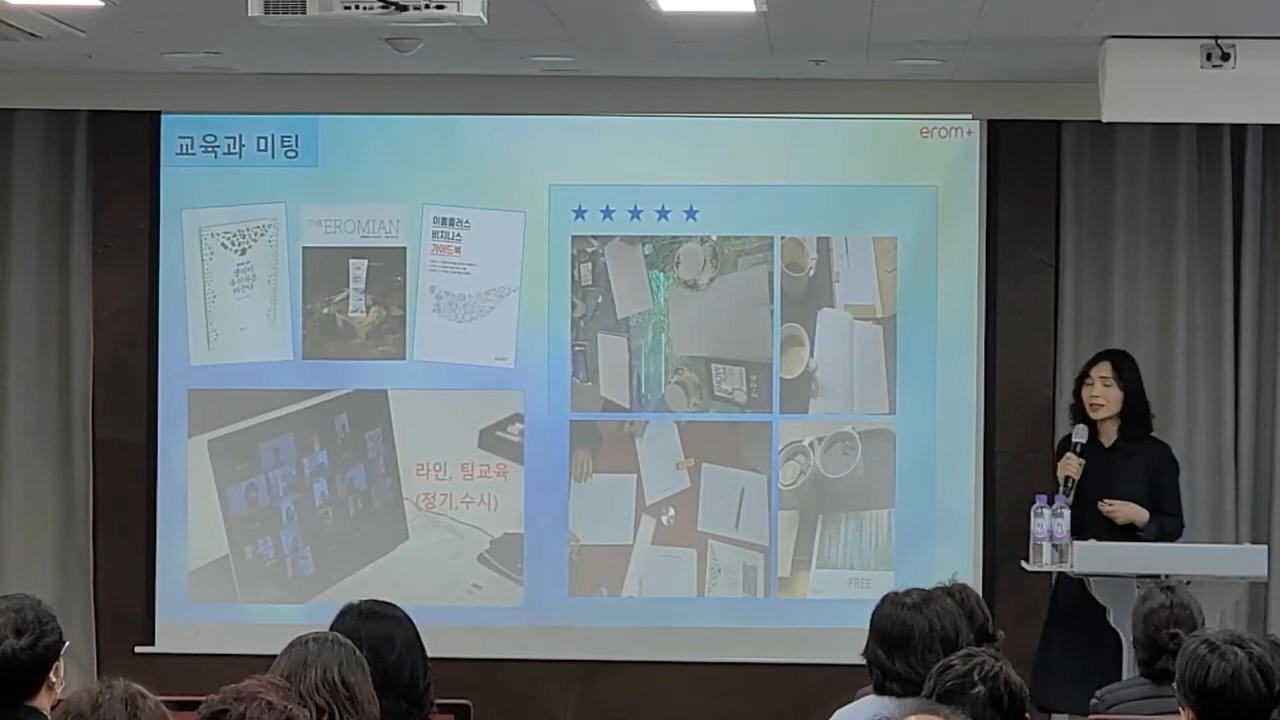 교육과 미팅
erom+
THE EROMIAN
이롬플러스
비지니스
가이드북
라인, 팀교육
(정기,수시)
FREE